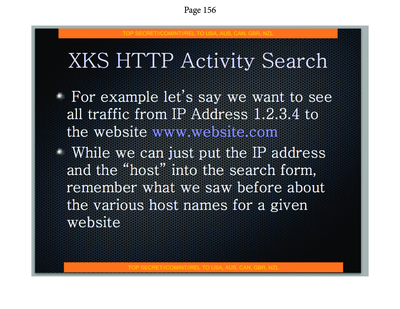 Page 156
TOP SECRET//COMINT//REL TO USA, AUS, CAN, GBR, NZL
XKS HTTP Activity Search
For example let's say we want to see
all traffic from IP Address 1.2.3.4 to
the website www.website.com
While we can just put the IP address
and the “host” into the search form,
remember what we saw before about
the various host names for a given
website
TOP SECRET//COMINT//REL TO USA, AUS, CAN, GBR, NZL